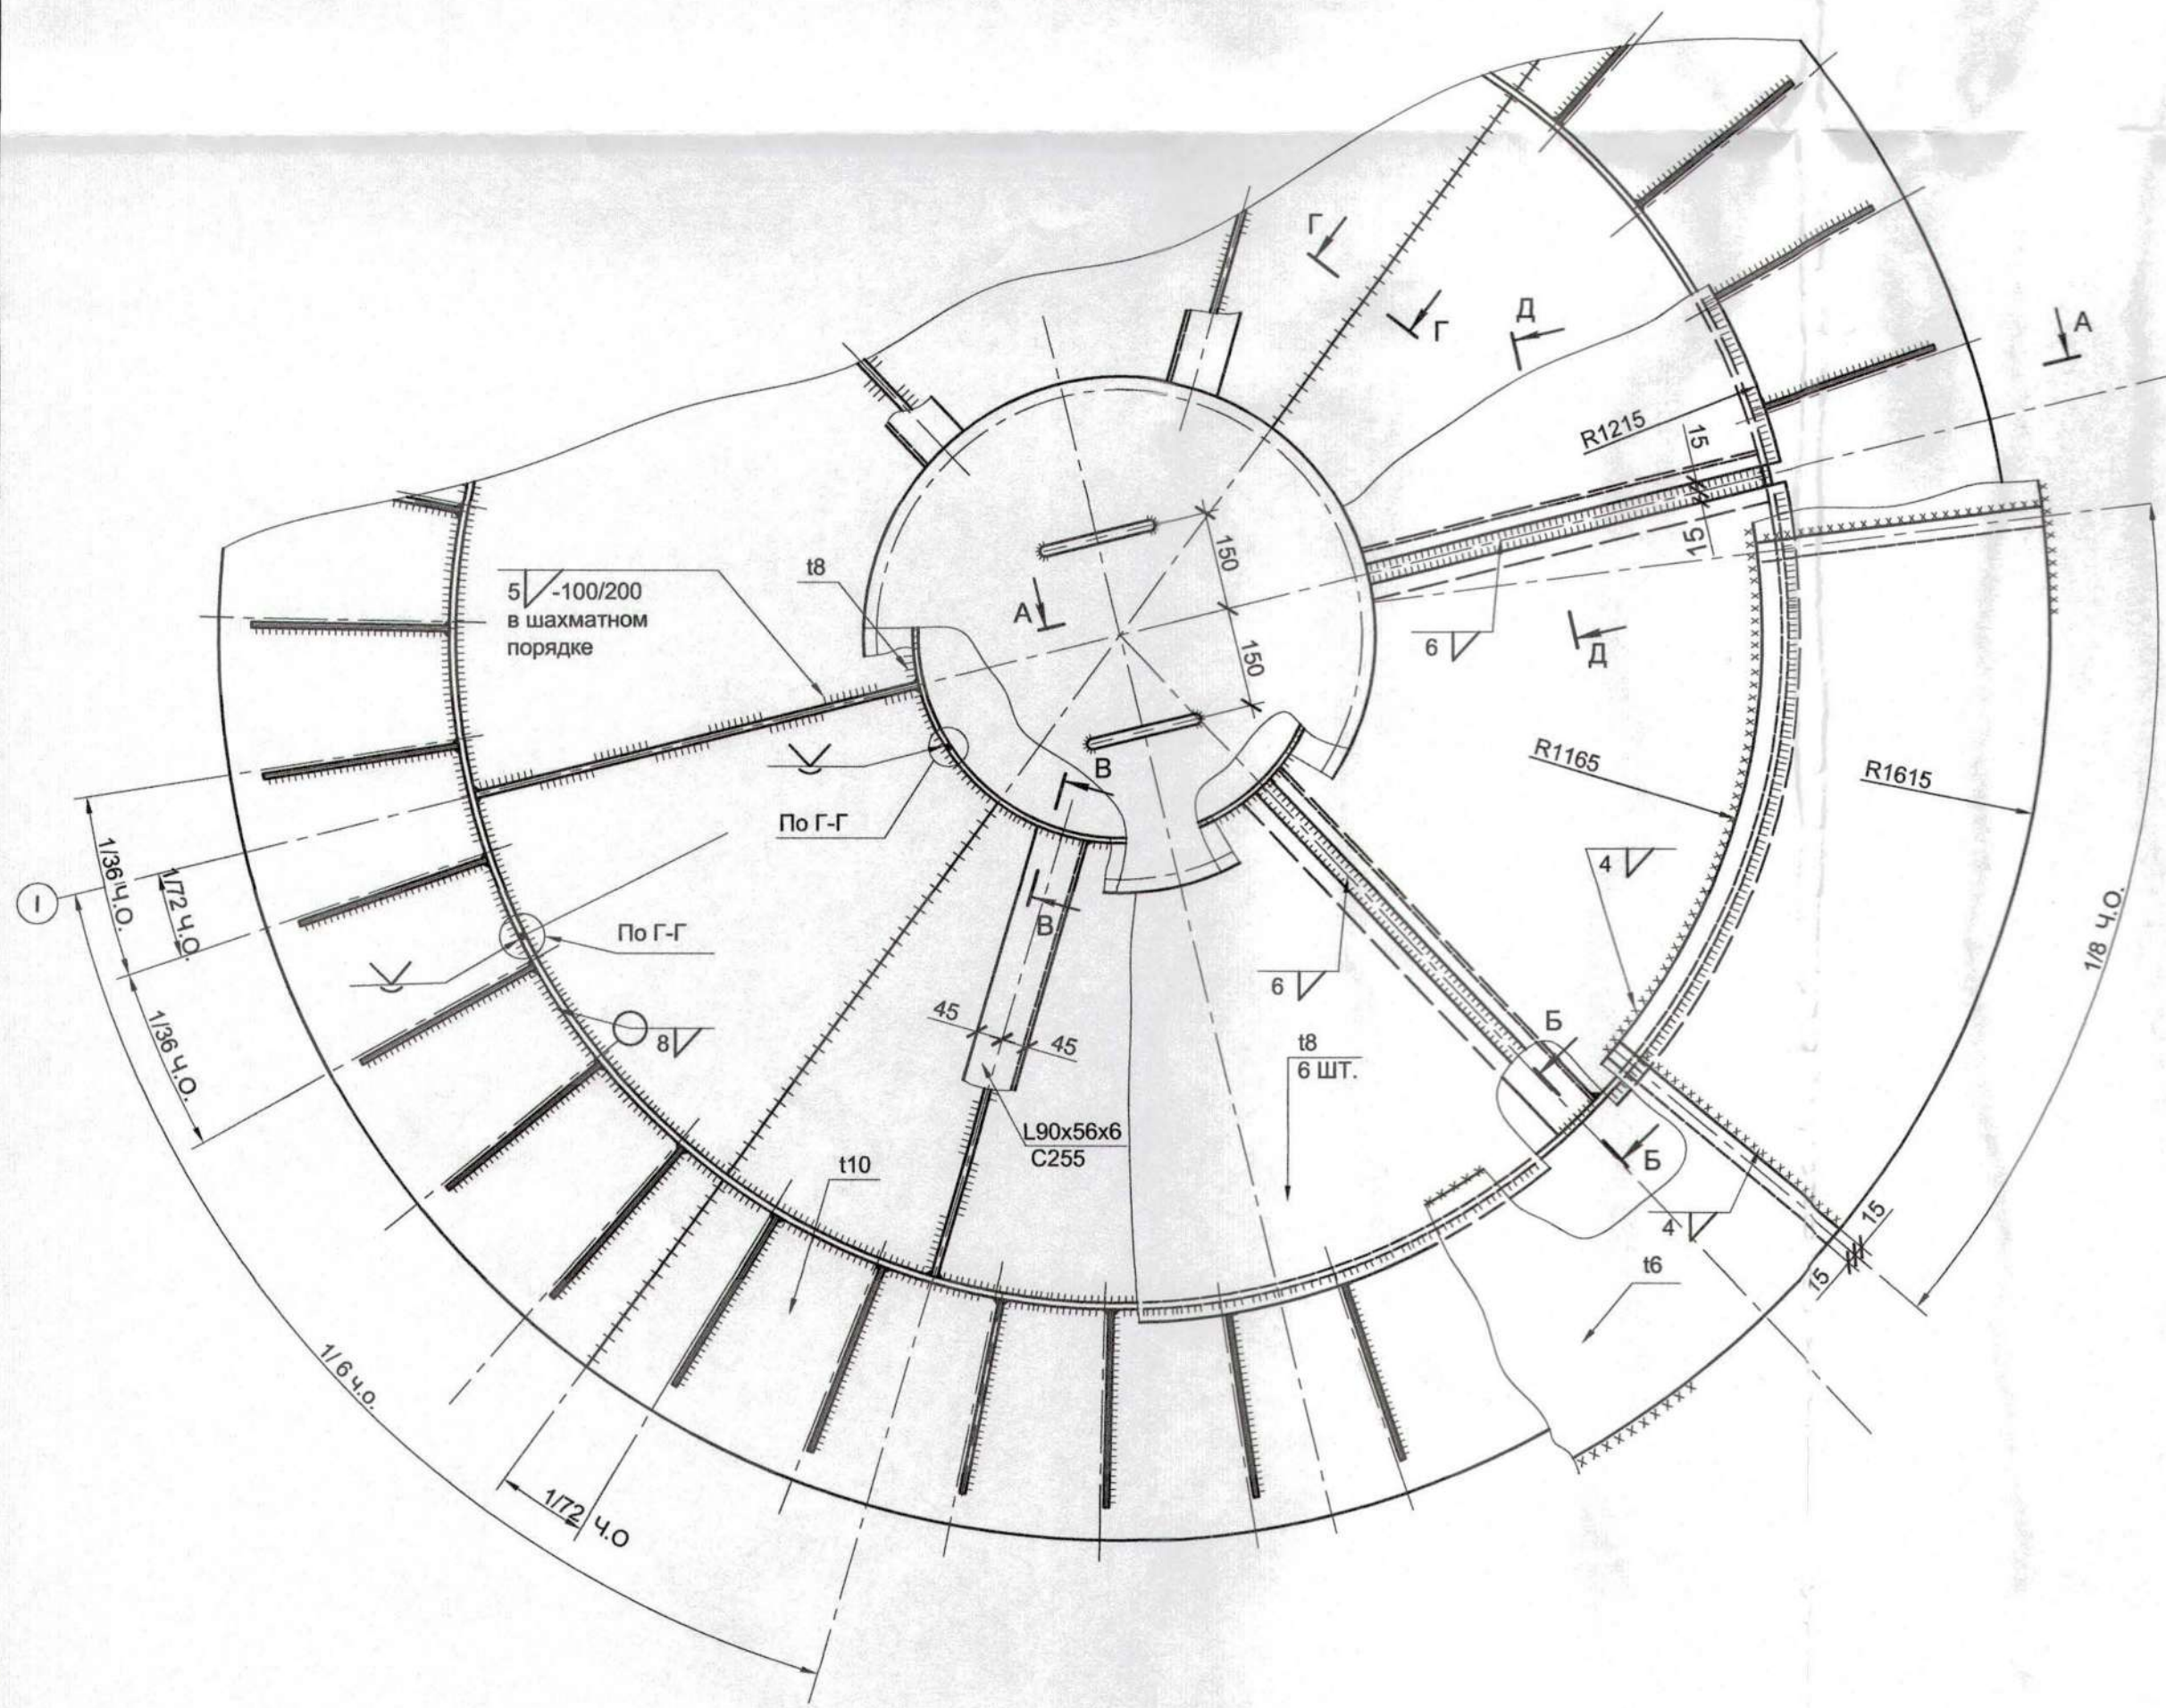 Г
Г
Д
А
R1215
15
15
150
t8
5 -100/200
в шахматном
порядке
А
150
6
Д
R1165
R1615
В
По Г-Г
4
1/36 Ч.О.
1/72 Ч.О.
I
По Г-Г
В
1/8 Ч.О.
6
45
45
Б
1/36 Ч.О.
8
t8
6 ШТ.
L90x56x6
С255
t10
Б
4
15
15
t6
1/6 Ч.О.
1/72 Ч.О